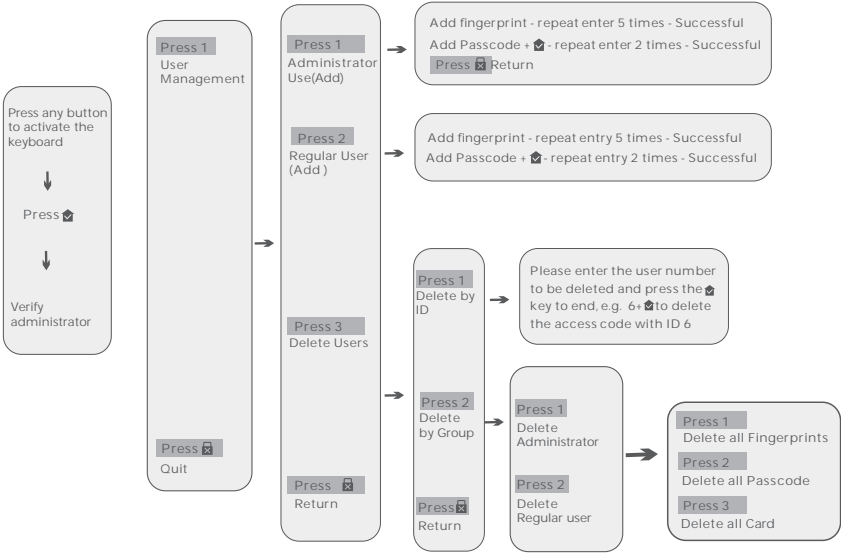 Press any button
to activate the
keyboard
Press
Verify
administrator
Press 1
User
Management
Press
Quit
Press 1
Administrator
Use(Add)
Press 2
Regular User
(Add )
Press 3
Delete Users
Press
Return
Add fingerprint - repeat enter 5 times - Successful
Add Passcode + - repeat enter 2 times - Successful
Press Return
Add fingerprint - repeat entry 5 times - Successful
Add Passcode + - repeat entry 2 times - Successful
Press 1
Delete by
ID
Press 2
Delete
by Group
Press
Return
Please enter the user number
to be deleted and press the
key to end, e.g. 6+ to delete
the access code with ID 6
Press 1
Delete
Administrator
Press 2
Delete
Regular user
Press 1
Delete all Fingerprints
Press 2
Delete all Passcode
Press 3
Delete all Card